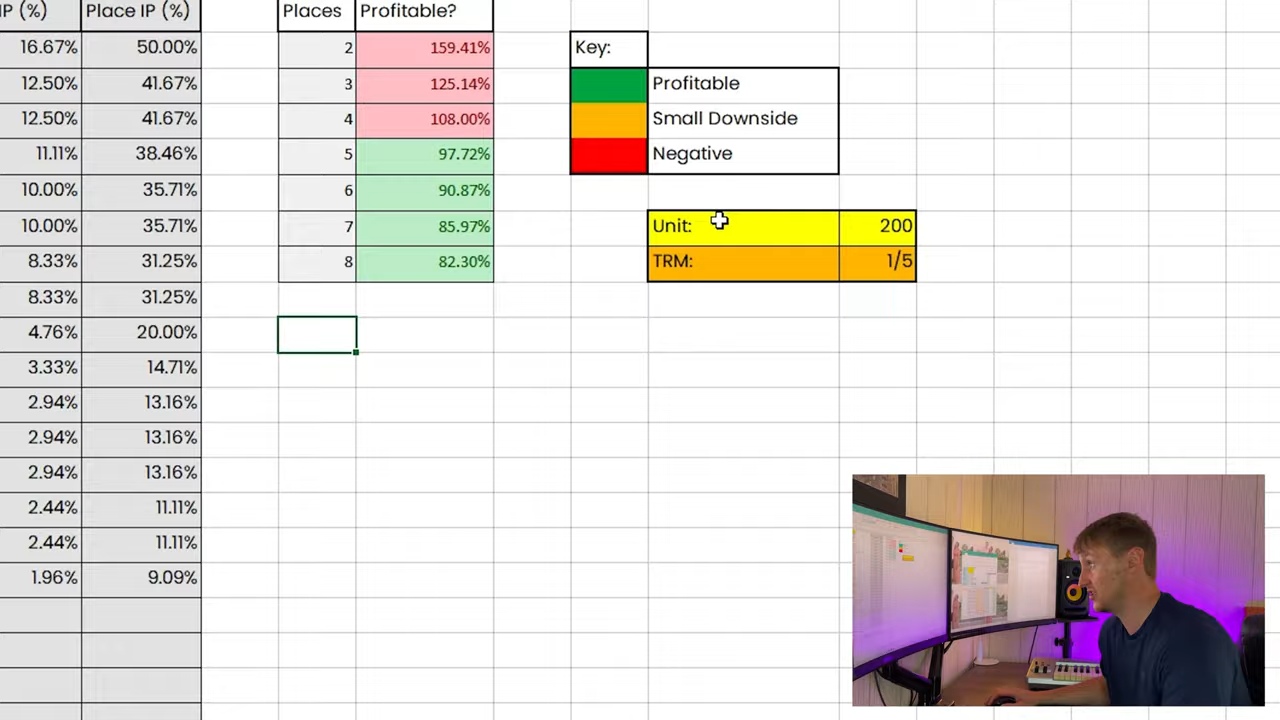 IP (%) Place IP (%) Places Profitable?
16.67% 50.00% 2 159.41% Key:
12.50% 41.67% 3 125.14% Profitable
12.50% 41.67% 4 108.00% Small Downside
11.11% 38.46% 5 97.72% Negative
10.00% 35.71% 6 90.87%
10.00% 35.71% 7 85.97% Unit: 200
8.33% 31.25% 8 82.30% TRM: 1/5
8.33% 31.25%
4.76% 20.00%
3.33% 14.71%
2.94% 13.16%
2.94% 13.16%
2.94% 13.16%
2.44% 11.11%
2.44% 11.11%
1.96% 9.09%